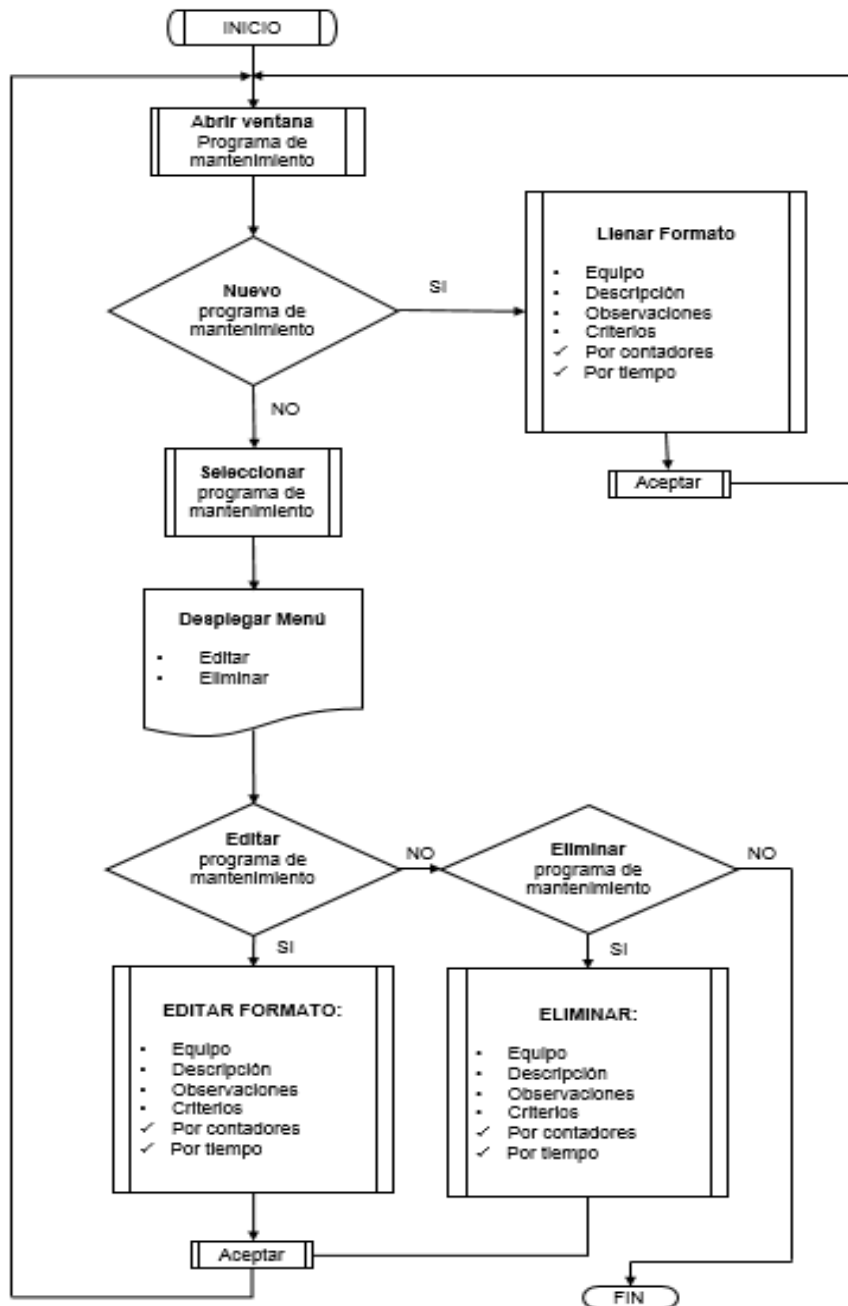 INICIO
Abrir ventana
Programa de
mantenimiento
Nuevo
programa de
mantenimiento
SI
Llenar Formato
▪ Equipo
▪ Descripción
▪ Observaciones
▪ Criterios
✓ Por contadores
✓ Por tiempo
Aceptar
NO
Seleccionar
programa de
mantenimiento
Desplegar Menú
▪ Editar
▪ Eliminar
Editar
programa de
mantenimiento
NO
Eliminar
programa de
mantenimiento
NO
SI
EDITAR FORMATO:
▪ Equipo
▪ Descripción
▪ Observaciones
▪ Criterios
✓ Por contadores
✓ Por tiempo
SI
ELIMINAR:
▪ Equipo
▪ Descripción
▪ Observaciones
▪ Criterios
✓ Por contadores
✓ Por tiempo
Aceptar
FIN